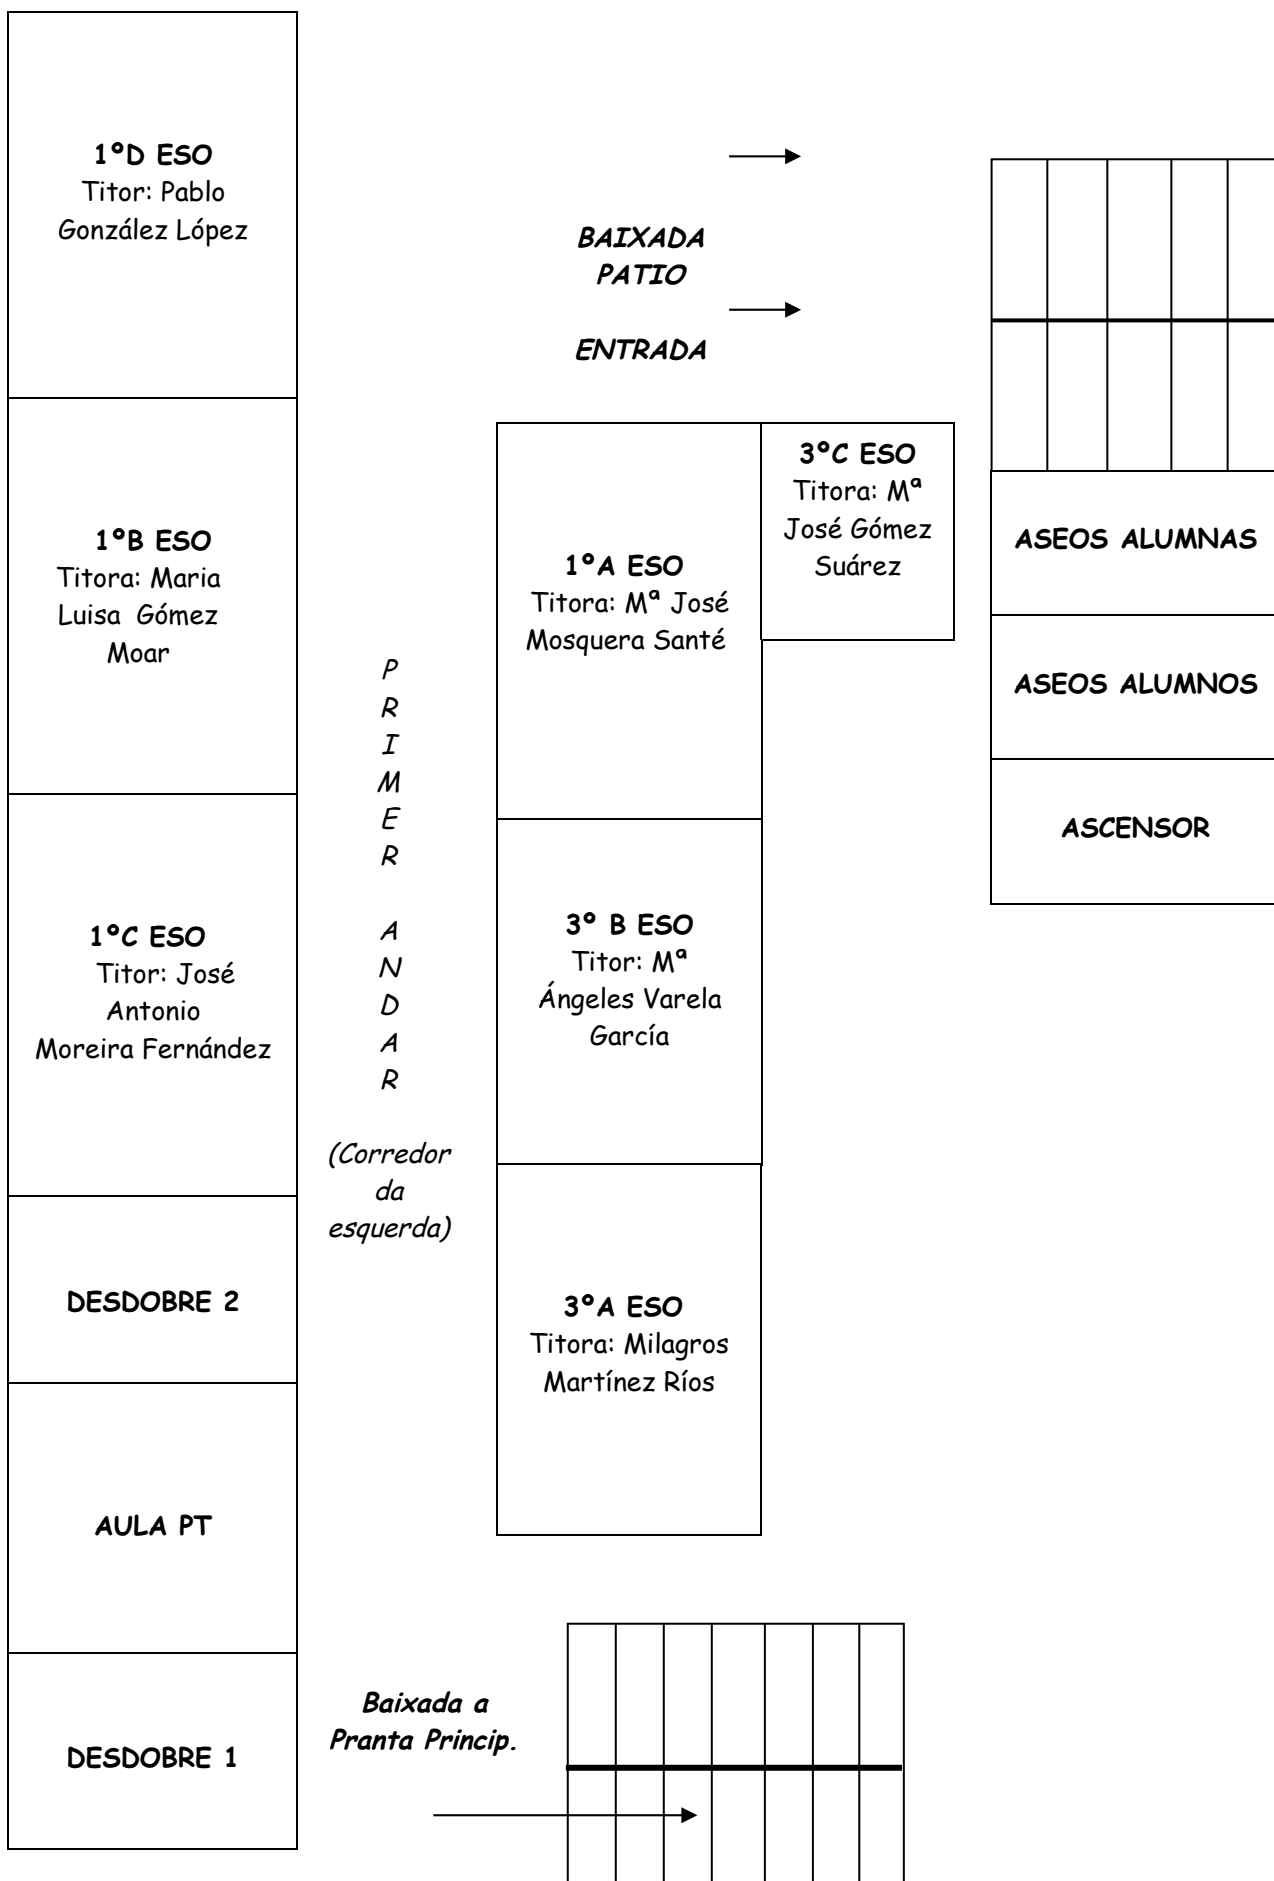 1ºD ESO
Titor: Pablo
González López
BAIXADA
PATIO
ENTRADA
1ºB ESO
Titora: Maria
Luisa Gómez
Moar
1ºA ESO
Titora: Mª José
Mosquera Santé
3ºC ESO
Titora: Mª
José Gómez
Suárez
ASEOS ALUMNAS
ASEOS ALUMNOS
ASCENSOR
P
R
I
M
E
R
A
N
D
A
R
(Corredor
da
esquerda)
1ºC ESO
Titor: José
Antonio
Moreira Fernández
3º B ESO
Titor: Mª
Ángeles Varela
García
DESDOBRE 2
3ºA ESO
Titora: Milagros
Martínez Ríos
AULA PT
DESDOBRE 1
Baixada a
Pranta Princip.